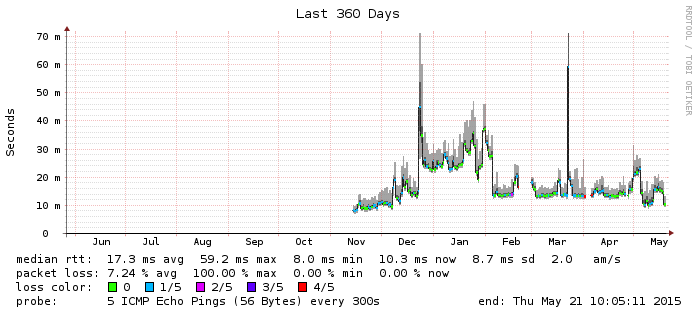 Last 360 Days
RRDTOOL / TOBI OETIKER
Seconds
70 m
60 m
50 m
40 m
30 m
20 m
10 m
0
Jun Jul Aug Sep Oct Nov Dec Jan Feb Mar Apr May
median rtt: 17.3 ms avg 59.2 ms max 8.0 ms min 10.3 ms now 8.7 ms sd 2.0 am/s
packet loss: 7.24 % avg 100.00 % max 0.00 % min 0.00 % now
loss color: 0 1/5 2/5 3/5 4/5
probe: 5 ICMP Echo Pings (56 Bytes) every 300s end: Thu May 21 10:05:11 2015